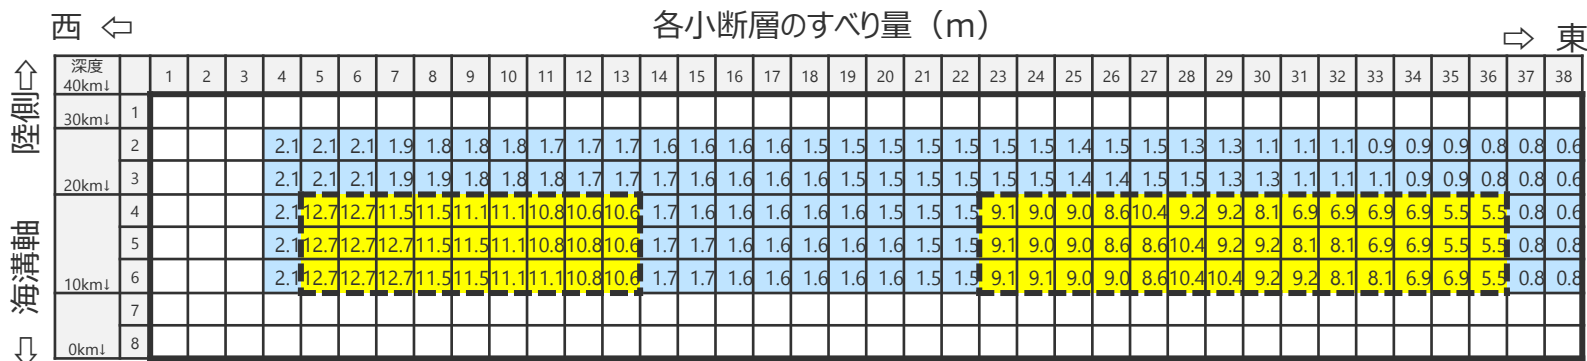 各小断層のすべり量（m）
西 ⇦
⇨ 東
深度 40km↓ 1 2 3 4 5 6 7 8 9 10 11 12 13 14 15 16 17 18 19 20 21 22 23 24 25 26 27 28 29 30 31 32 33 34 35 36 37 38
30km↓ 1
2 2.1 2.1 2.1 1.9 1.8 1.8 1.8 1.7 1.7 1.7 1.6 1.6 1.6 1.6 1.5 1.5 1.5 1.5 1.5 1.5 1.5 1.4 1.5 1.5 1.3 1.3 1.1 1.1 1.1 0.9 0.9 0.9 0.8 0.8 0.6
20km↓ 3 2.1 2.1 2.1 1.9 1.9 1.8 1.8 1.8 1.7 1.7 1.7 1.6 1.6 1.6 1.6 1.5 1.5 1.5 1.5 1.5 1.5 1.4 1.4 1.5 1.5 1.3 1.3 1.1 1.1 1.1 0.9 0.9 0.8 0.8 0.6
4 2.1 12.7 12.7 11.5 11.5 11.1 11.1 10.8 10.6 10.6 1.7 1.6 1.6 1.6 1.6 1.5 1.5 1.5 1.5 9.1 9.0 9.0 8.6 10.4 9.2 9.2 8.1 6.9 6.9 6.9 6.9 5.5 5.5 0.8 0.6
5 2.1 12.7 12.7 12.7 11.5 11.5 11.1 10.8 10.8 10.6 1.7 1.7 1.6 1.6 1.6 1.6 1.5 1.5 1.5 9.1 9.0 9.0 8.6 8.6 10.4 9.2 9.2 8.1 8.1 6.9 6.9 5.5 5.5 0.8 0.8
10km↓ 6 2.1 12.7 12.7 12.7 11.5 11.5 11.1 11.1 10.8 10.6 1.7 1.7 1.6 1.6 1.6 1.6 1.5 1.5 1.5 9.1 9.1 9.0 9.0 8.6 10.4 10.4 9.2 9.2 8.1 8.1 6.9 6.9 5.5 0.8 0.8
7
0km↓ 8
陸側⇨
⇦ 海溝軸